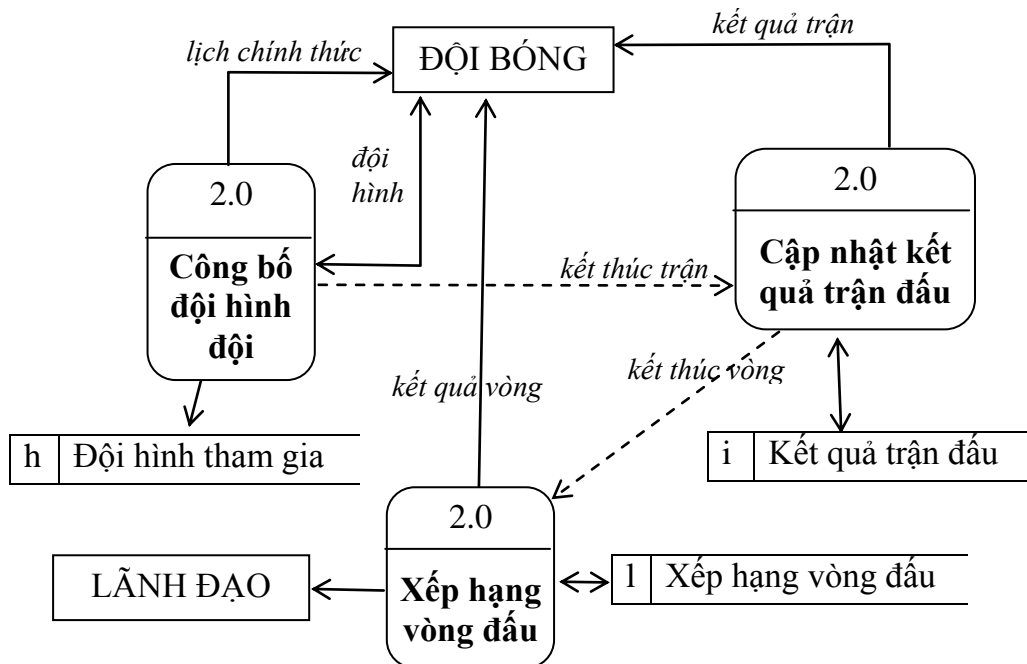 kết quả trận
lịch chính thức
ĐỘI BÓNG
đội
hình
2.0
Công bố
đội hình
đội
2.0
Cập nhật kết
quả trận đấu
kết thúc trận
kết quả vòng
kết thúc vòng
h Đội hình tham gia
i Kết quả trận đấu
2.0
Xếp hạng
vòng đấu
LÃNH ĐẠO
l Xếp hạng vòng đấu